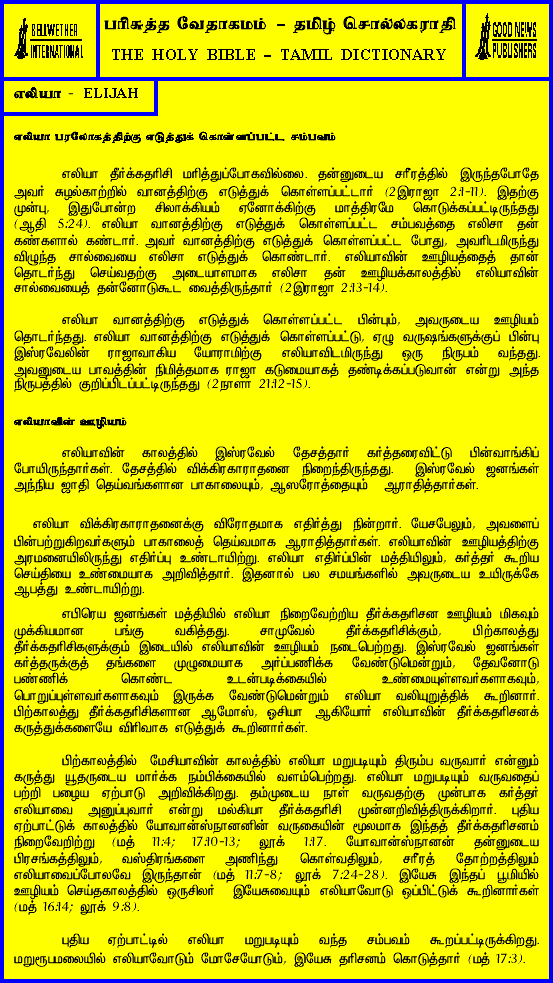 BELLWETHER
INTERNATIONAL
பரிசுத்த வேதாகமம் – தமிழ் சொல்லகராதி
THE HOLY BIBLE – TAMIL DICTIONARY
GOOD NEWS
PUBLISHERS
எலியா - ELIJAH
எலியா பரலோகத்திற்கு எடுத்துக் கொள்ளப்பட்ட சம்பவம்
எலியா தீர்க்கதரிசி மரித்துப்போகவில்லை. தன்னுடைய சரீரத்தில் இருந்தபோதே
அவர் சுழல்காற்றில் வானத்திற்கு எடுத்துக் கொள்ளப்பட்டார் (2இராஜா 2:1-11). இதற்கு
முன்பு, இதுபோன்ற சிலாக்கியம் ஏனோக்கிற்கு மாத்திரமே கொடுக்கப்பட்டிருந்தது
(ஆதி 5:24). எலியா வானத்திற்கு எடுத்துக் கொள்ளப்பட்ட சம்பவத்தை எலிசா தன்
கண்களால் கண்டார். அவர் வானத்திற்கு எடுத்துக் கொள்ளப்பட்ட போது, அவரிடமிருந்து
விழுந்த சால்வையை எலிசா எடுத்துக் கொண்டார். எலியாவின் ஊழியத்தைத் தான்
தொடர்ந்து செய்வதற்கு அடையாளமாக எலிசா தன் ஊழியக்காலத்தில் எலியாவின்
சால்வையைத் தன்னோடுகூட வைத்திருந்தார் (2இராஜா 2:13-14).
எலியா வானத்திற்கு எடுத்துக் கொள்ளப்பட்ட பின்பும், அவருடைய ஊழியம்
தொடர்ந்தது. எலியா வானத்திற்கு எடுத்துக் கொள்ளப்பட்டு, ஏழு வருஷங்களுக்குப் பின்பு
இஸ்ரவேலின் ராஜாவாகிய யோராமிற்கு எலியாவிடமிருந்து ஒரு நிருபம் வந்தது.
அவனுடைய பாவத்தின் நிமித்தமாக ராஜா கடுமையாகத் தண்டிக்கப்படுவான் என்று அந்த
நிருபத்தில் குறிப்பிடப்பட்டிருந்தது (2நாளா 21:12-15).
எலியாவின் ஊழியம்
எலியாவின் காலத்தில் இஸ்ரவேல் தேசத்தார் கர்த்தரைவிட்டு பின்வாங்கிப்
போயிருந்தார்கள். தேசத்தில் விக்கிரகாராதனை நிறைந்திருந்தது. இஸ்ரவேல் ஜனங்கள்
அந்நிய ஜாதி தெய்வங்களான பாகாலையும், ஆஸரோத்தையும் ஆராதித்தார்கள்.
எலியா விக்கிரகாராதனைக்கு விரோதமாக எதிர்த்து நின்றார். யேசபேலும், அவளைப்
பின்பற்றுகிறவர்களும் பாகாலைத் தெய்வமாக ஆராதித்தார்கள். எலியாவின் ஊழியத்திற்கு
அரமனையிலிருந்து எதிர்ப்பு உண்டாயிற்று. எலியா எதிர்ப்பின் மத்தியிலும், கர்த்தர் கூறிய
செய்தியை உண்மையாக அறிவித்தார். இதனால் பல சமயங்களில் அவருடைய உயிருக்கே
ஆபத்து உண்டாயிற்று.
எபிரெய ஜனங்கள் மத்தியில் எலியா நிறைவேற்றிய தீர்க்கதரிசன ஊழியம் மிகவும்
முக்கியமான பங்கு வகித்தது. சாமுவேல் தீர்க்கதரிசிக்கும், பிற்காலத்து
தீர்க்கதரிசிகளுக்கும் இடையில் எலியாவின் ஊழியம் நடைபெற்றது. இஸ்ரவேல் ஜனங்கள்
கர்த்தருக்குத் தங்களை முழுமையாக அர்ப்பணிக்க வேண்டுமென்றும், தேவனோடு
பண்ணிக் கொண்ட உடன்படிக்கையில் உண்மையுள்ளவர்களாகவும்,
பொறுப்புள்ளவர்களாகவும் இருக்க வேண்டுமென்றும் எலியா வலியுறுத்திக் கூறினார்.
பிற்காலத்து தீர்க்கதரிசிகளான ஆமோஸ், ஓசியா ஆகியோர் எலியாவின் தீர்க்கதரிசனக்
கருத்துக்களையே விரிவாக எடுத்துக் கூறினார்கள்.
பிற்காலத்தில் மேசியாவின் காலத்தில் எலியா மறுபடியும் திரும்ப வருவார் என்னும்
கருத்து யூதருடைய மார்க்க நம்பிக்கையில் வளம்பெற்றது. எலியா மறுபடியும் வருவதைப்
பற்றி பழைய ஏற்பாடு அறிவிக்கிறது. தம்முடைய நாள் வருவதற்கு முன்பாக கர்த்தர்
எலியாவை அனுப்புவார் என்று மல்கியா தீர்க்கதரிசி முன்னறிவித்திருக்கிறார். புதிய
ஏற்பாட்டுக் காலத்தில் யோவான்ஸ்நானனின் வருகையின் மூலமாக இந்தத் தீர்க்கதரிசனம்
நிறைவேறிற்று (மத் 11:4; 17:10-13; லூக் 1:17. யோவான்ஸ்நானன் தன்னுடைய
பிரசங்கத்திலும், வஸ்திரங்களை அணிந்து கொள்வதிலும், சரீரத் தோற்றத்திலும்
எலியாவைப்போலவே இருந்தான் (மத் 11:7-8; லூக் 7:24-28). இயேசு இந்தப் பூமியில்
ஊழியம் செய்தகாலத்தில் ஒருசிலர் இயேசுவையும் எலியாவோடு ஒப்பிட்டுக் கூறினார்கள்
(மத் 16:14; லூக் 9:8).
புதிய ஏற்பாட்டில் எலியா மறுபடியும் வந்த சம்பவம் கூறப்பட்டிருக்கிறது.
மறுரூபமலையில் எலியாவோடும் மோசேயோடும், இயேசு தரிசனம் கொடுத்தார் (மத் 17:3).